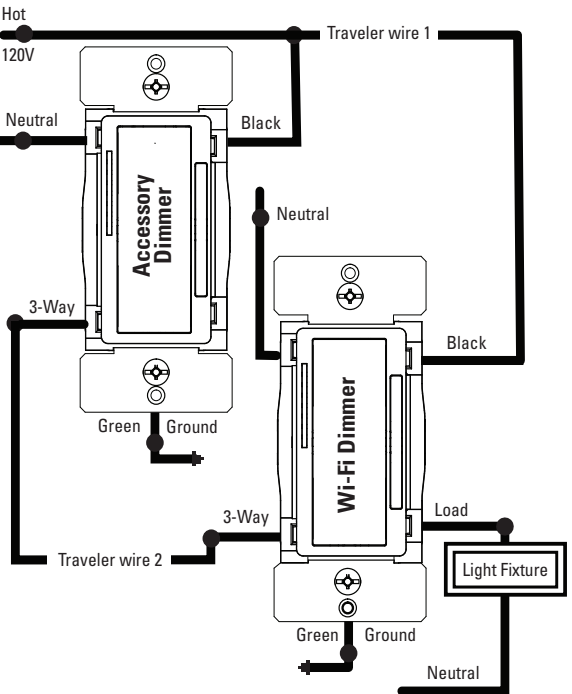 Hot
Traveler wire 1
120V
Neutral
Black
Accessory
Dimmer
Neutral
3-Way
Black
Green
Ground
Wi-Fi Dimmer
3-Way
Load
Traveler wire 2
Light Fixture
Green
Ground
Neutral